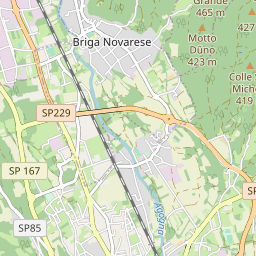 Grande
465 m
Briga Novarese
Motto
Duno
423 m
427
Colle
Mich
419
SP229
SP 167
SP
SP85
Agogna